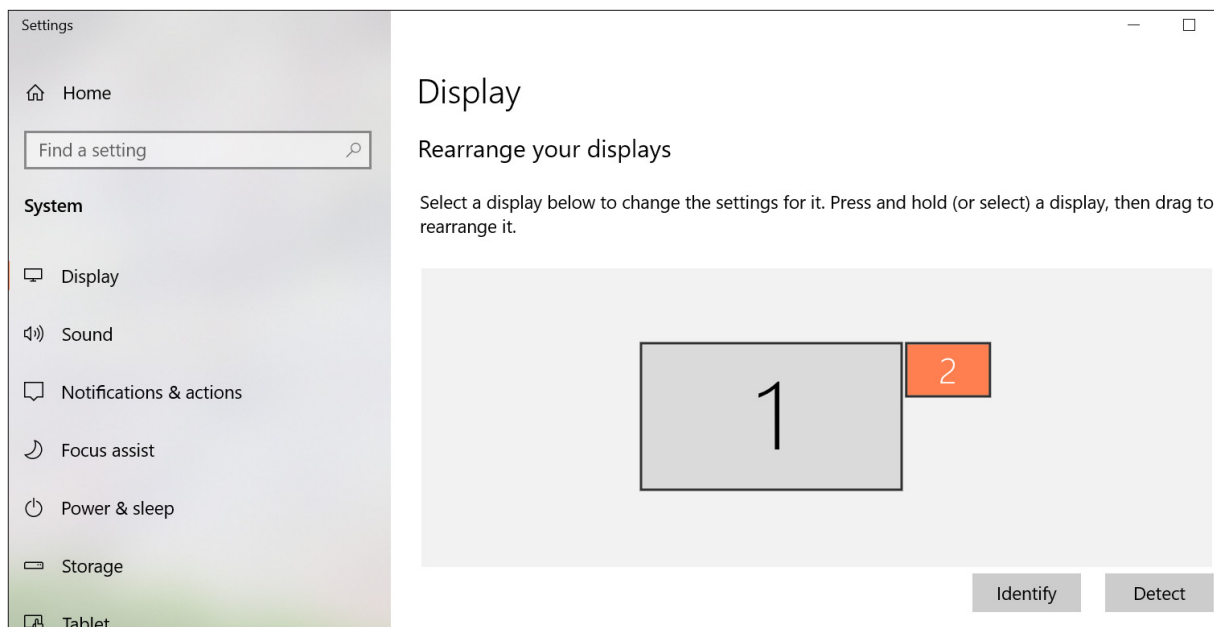 Settings
Home
Find a setting
System
Display
Sound
Notifications & actions
Focus assist
Power & sleep
Storage
Tablet
Display
Rearrange your displays
Select a display below to change the settings for it. Press and hold (or select) a display, then drag to
rearrange it.
1
2
Identify
Detect